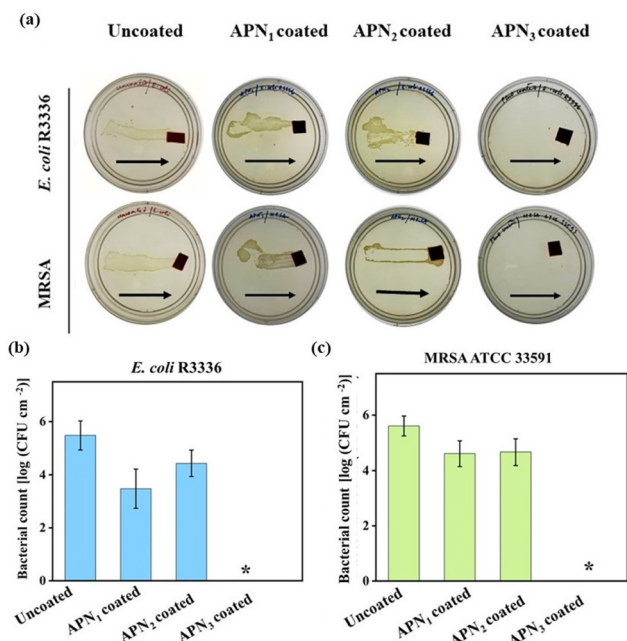 (a)
Uncoated APN₁ coated APN₂ coated APN₃ coated
E. coli R3336
MRSA
(b)
E. coli R3336
Bacterial count [log (CFU cm⁻²)]
6
4
2
0
*
Uncoated
APN₁ coated
APN₂ coated
APN₃ coated
(c)
MRSA ATCC 33591
Bacterial count [log (CFU cm⁻²)]
6
4
2
0
*
Uncoated
APN₁ coated
APN₂ coated
APN₃ coated